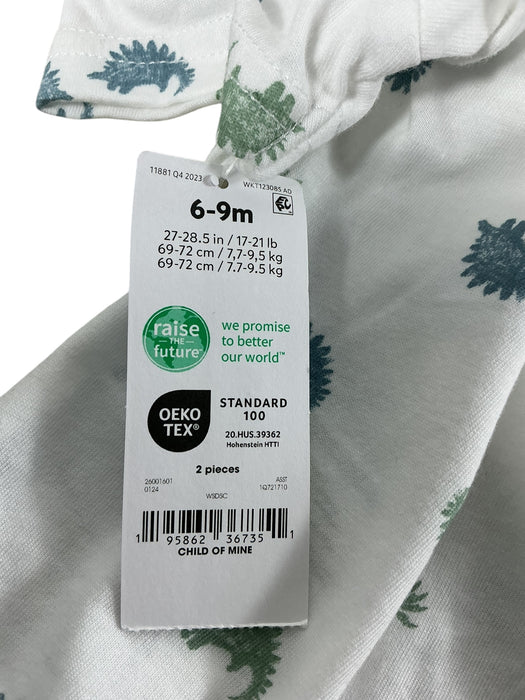 11881 Q4 2023
WKT123085 AD
6-9m
27-28.5 in / 17-21 lb
69-72 cm / 7,7-9,5 kg
69-72 cm / 7.7-9.5 kg
raise
THE
future™
we promise
to better
our world™
OEKO
TEX®
STANDARD
100
20.HUS.39362
Hohenstein HTTI
2 pieces
26001601
0124
ASST
1Q721710
WSDSC
1 95862 36735 1
CHILD OF MINE